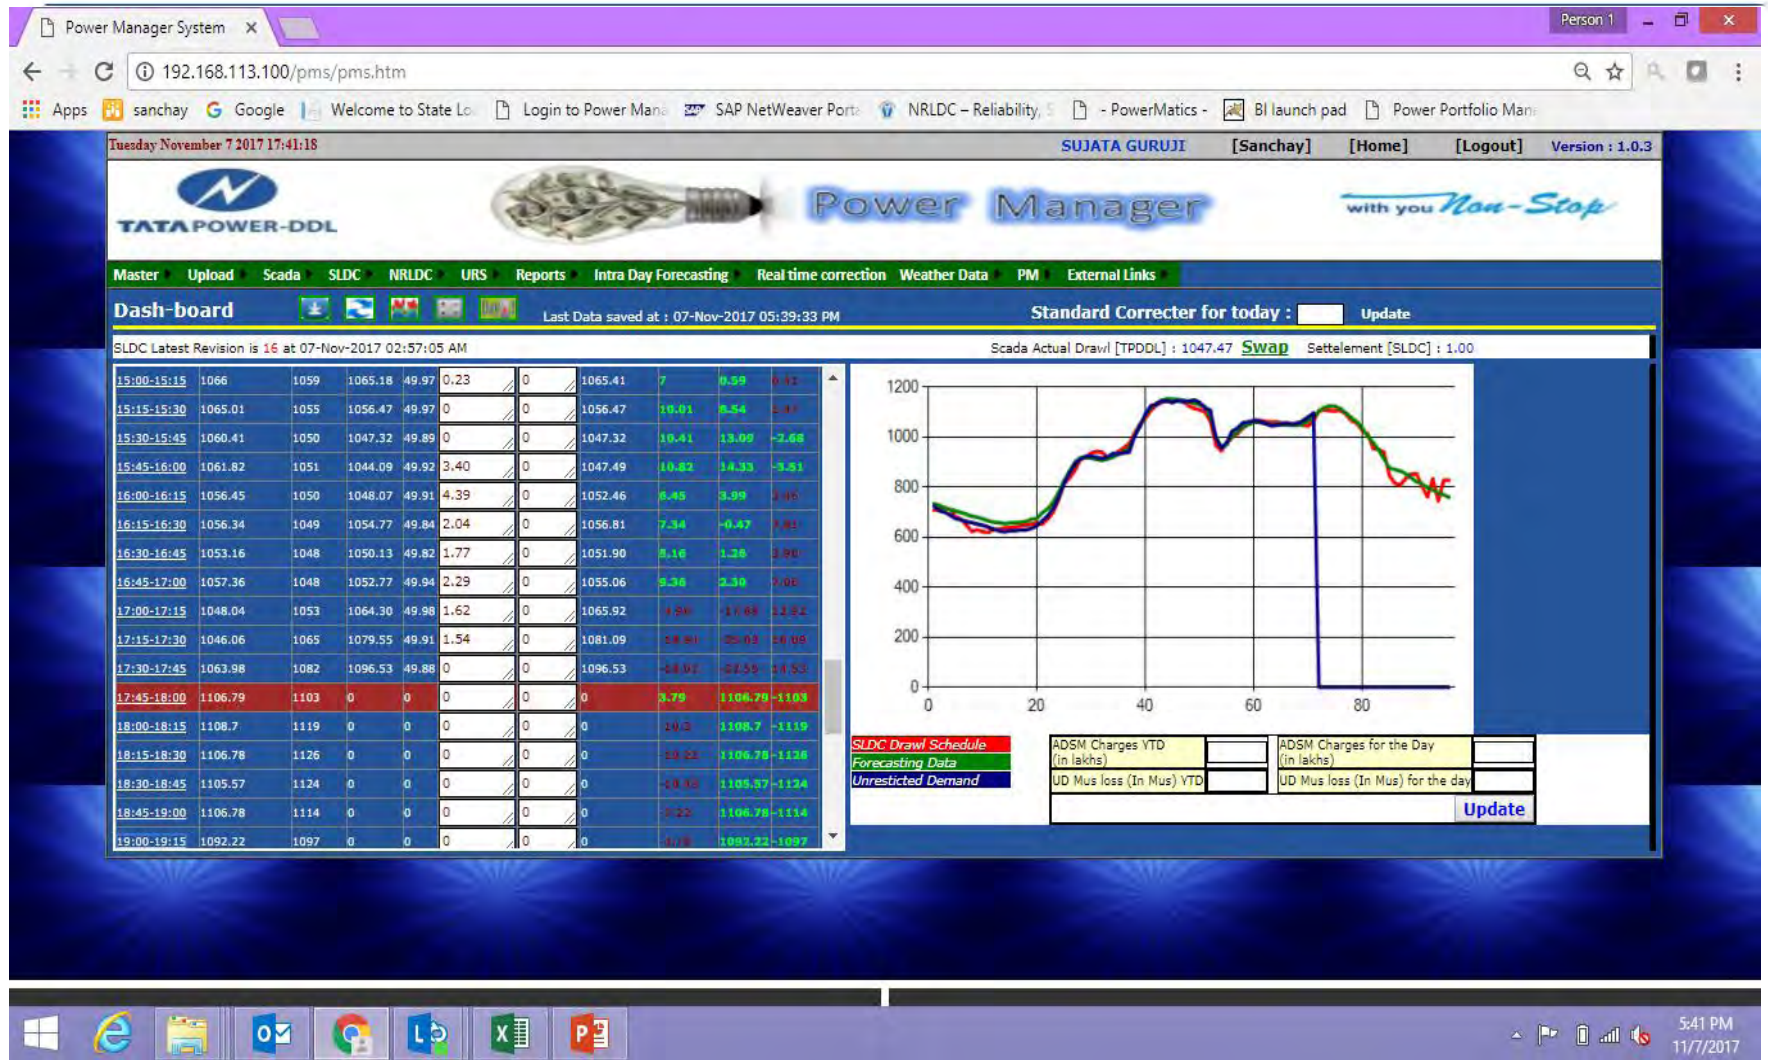 Power Manager System
Person 1
192.168.113.100/pms/pms.htm
Apps sanchay Google Welcome to State Lo Login to Power Mana SAP NetWeaver Porta NRLDC – Reliability, S - PowerMatics - BI launch pad Power Portfolio Man
Tuesday November 7 2017 17:41:18 SUJATA GURUJI [Sanchay] [Home] [Logout] Version : 1.0.3
TATA POWER-DDL
Power Manager
with you Non-Stop
Master Upload Scada SLDC NRLDC URS Reports Intra Day Forecasting Real time correction Weather Data PM External Links
Dash-board Last Data saved at : 07-Nov-2017 05:39:33 PM Standard Correcter for today : Update
SLDC Latest Revision is 16 at 07-Nov-2017 02:57:05 AM Scada Actual Drawl [TPDDL] : 1047.47 Swap Settelement [SLDC] : 1.00
15:00-15:15 1066 1059 1065.18 49.97 0.23 0 1065.41 7 0.59
15:15-15:30 1065.01 1055 1056.47 49.97 0 0 1056.47 10.01 8.54
15:30-15:45 1060.41 1050 1047.32 49.89 0 0 1047.32 10.41 13.09 -2.68
15:45-16:00 1061.82 1051 1044.09 49.92 3.40 0 1047.49 10.82 14.33 -3.51
16:00-16:15 1056.45 1050 1048.07 49.91 4.39 0 1052.46 6.45 3.99
16:15-16:30 1056.34 1049 1054.77 49.84 2.04 0 1056.81 7.34 -0.47
16:30-16:45 1053.16 1048 1050.13 49.82 1.77 0 1051.90 5.16 1.26
16:45-17:00 1057.36 1048 1052.77 49.94 2.29 0 1055.06 9.36 2.30
17:00-17:15 1048.04 1053 1064.30 49.98 1.62 0 1065.92
17:15-17:30 1046.06 1065 1079.55 49.91 1.54 0 1081.09
17:30-17:45 1063.98 1082 1096.53 49.88 0 0 1096.53
17:45-18:00 1106.79 1103 0 0 0 0 0 3.79 1106.79 -1103
18:00-18:15 1108.7 1119 0 0 0 0 0 1108.7 -1119
18:15-18:30 1106.78 1126 0 0 0 0 0 1106.78 -1126
18:30-18:45 1105.57 1124 0 0 0 0 0 1105.57 -1124
18:45-19:00 1106.78 1114 0 0 0 0 0 1106.78 -1114
19:00-19:15 1092.22 1097 0 0 0 0 0 1092.22 -1097
1200
1000
800
600
400
200
0
0 20 40 60 80
SLDC Drawl Schedule
Forecasting Data
Unresticted Demand
ADSM Charges YTD
(in lakhs)
ADSM Charges for the Day
(in lakhs)
UD Mus loss (In Mus) YTD
UD Mus loss (In Mus) for the day
Update
5:41 PM
11/7/2017